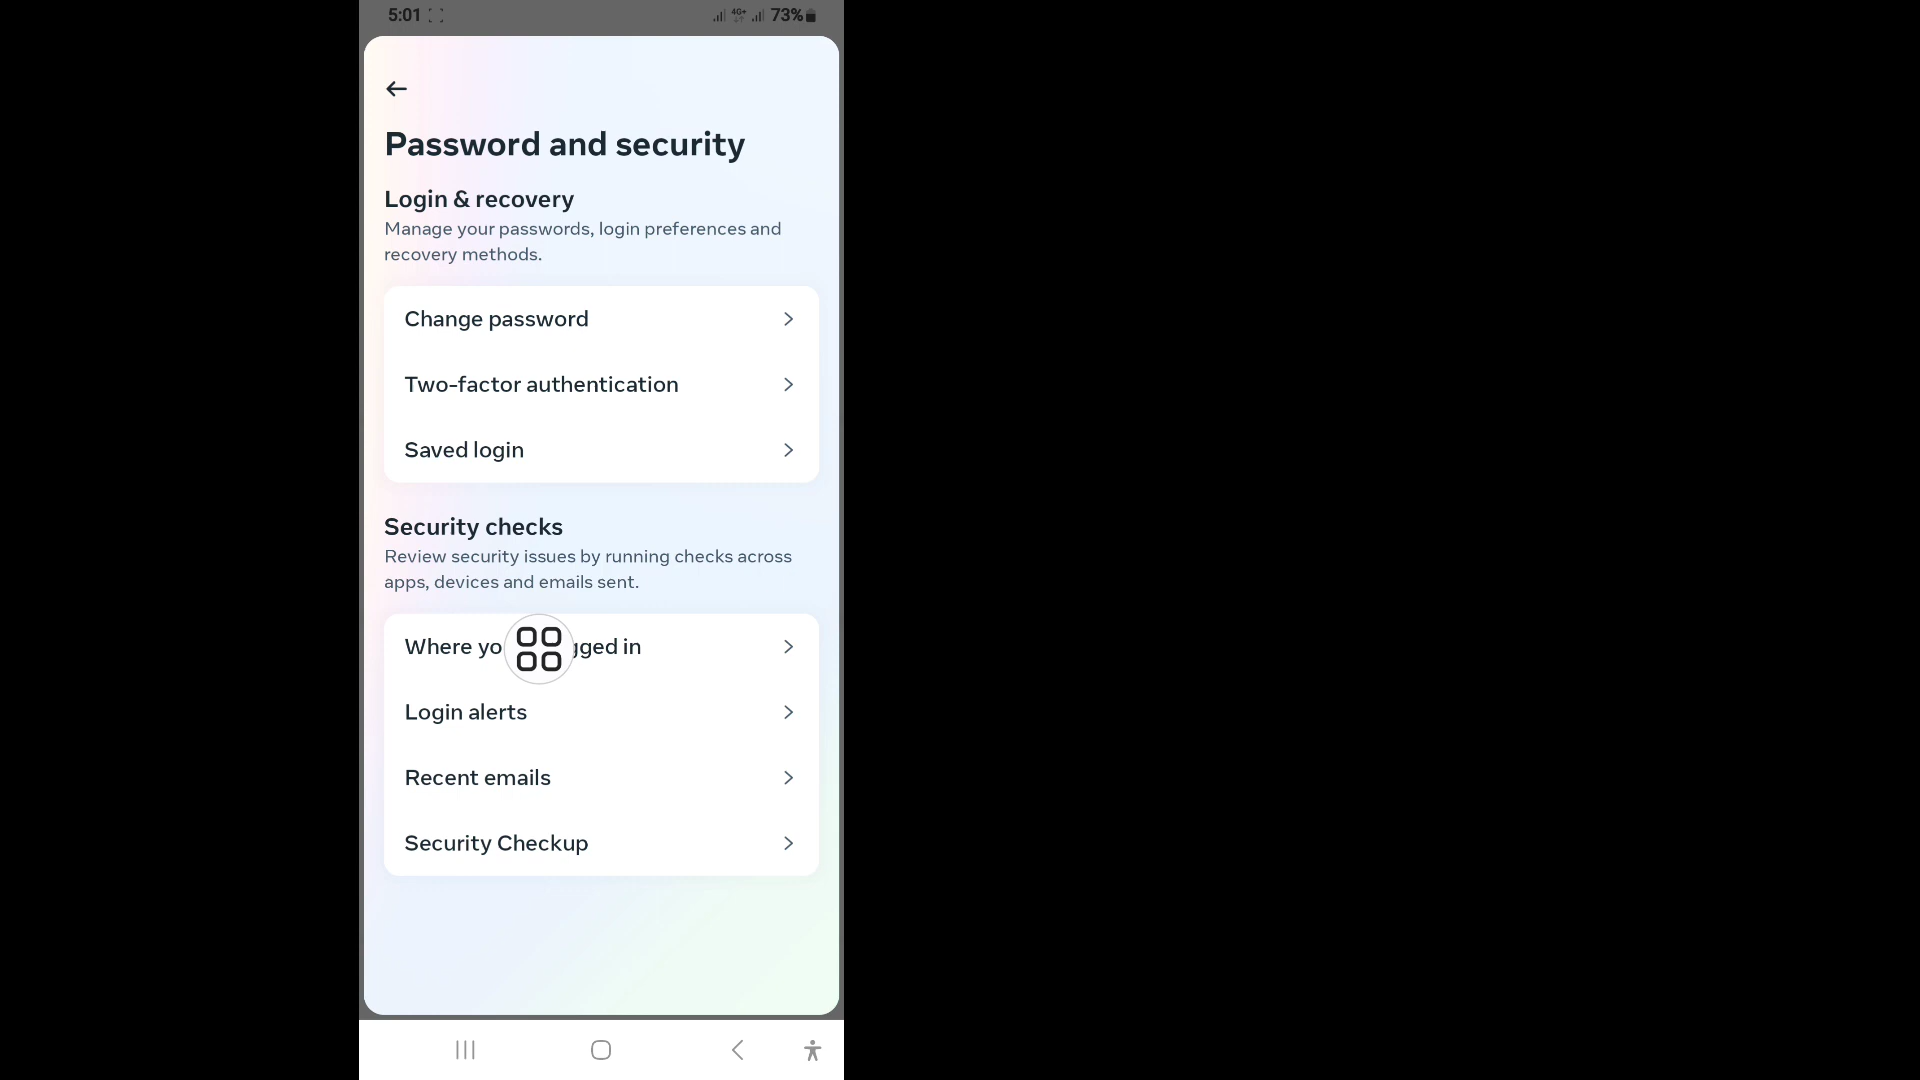 5:01 4G+ 73%
Password and security
Login & recovery
Manage your passwords, login preferences and
recovery methods.
Change password
Two-factor authentication
Saved login
Security checks
Review security issues by running checks across
apps, devices and emails sent.
Where yo gged in
Login alerts
Recent emails
Security Checkup